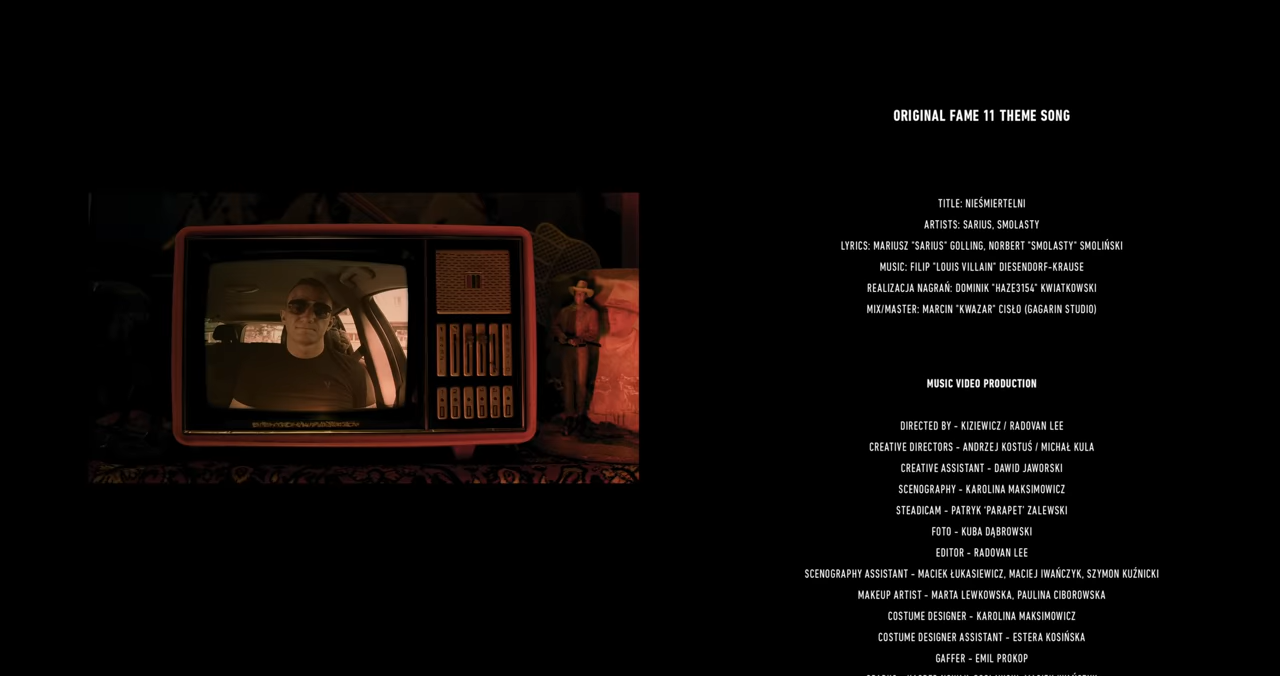 ORIGINAL FAME 11 THEME SONG
TITLE: NIEŚMIERTELNI
ARTISTS: SARIUS, SMOLASTY
LYRICS: MARIUSZ "SARIUS" GOLLING, NORBERT "SMOLASTY" SMOLIŃSKI
MUSIC: FILIP "LOUIS VILLAIN" DIESENDORF-KRAUSE
REALIZACJA NAGRAŃ: DOMINIK "HAZE3154" KWIATKOWSKI
MIX/MASTER: MARCIN "KWAZAR" CISŁO (GAGARIN STUDIO)
MUSIC VIDEO PRODUCTION
DIRECTED BY - KIZIEWICZ / RADOVAN LEE
CREATIVE DIRECTORS - ANDRZEJ KOSTUŚ / MICHAŁ KULA
CREATIVE ASSISTANT - DAWID JAWORSKI
SCENOGRAPHY - KAROLINA MAKSIMOWICZ
STEADICAM - PATRYK 'PARAPET' ZALEWSKI
FOTO - KUBA DĄBROWSKI
EDITOR - RADOVAN LEE
SCENOGRAPHY ASSISTANT - MACIEK ŁUKASIEWICZ, MACIEJ IWAŃCZYK, SZYMON KUŹNICKI
MAKEUP ARTIST - MARTA LEWKOWSKA, PAULINA CIBOROWSKA
COSTUME DESIGNER - KAROLINA MAKSIMOWICZ
COSTUME DESIGNER ASSISTANT - ESTERA KOSIŃSKA
GAFFER - EMIL PROKOP